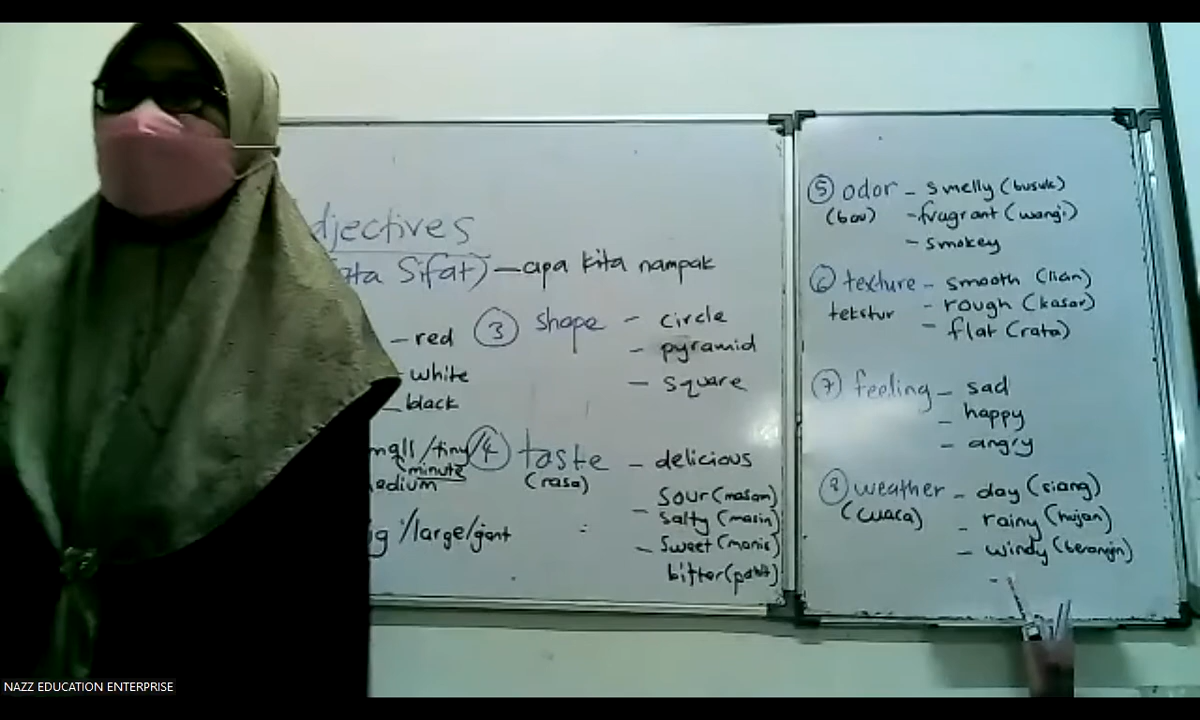 djectives
ata Sifat) – apa kita nampak
– red
– white
– black
mall / tiny /
(minute
edium
ig / large / giant
③ shape – circle
– pyramid
– square
④ taste – delicious
(rasa)
– sour (masam)
salty (masin)
– sweet (manis)
bitter (pahit)
⑤ odor – smelly (busuk)
(bau) – fragrant (wangi)
– smokey
⑥ texture – smooth (lian)
tekstur – rough (kasar)
– flat (rata)
⑦ feeling – sad
– happy
– angry
⑧ weather – day (siang)
(cuaca) – rainy (hujan)
– windy (berangin)
–
NAZZ EDUCATION ENTERPRISE